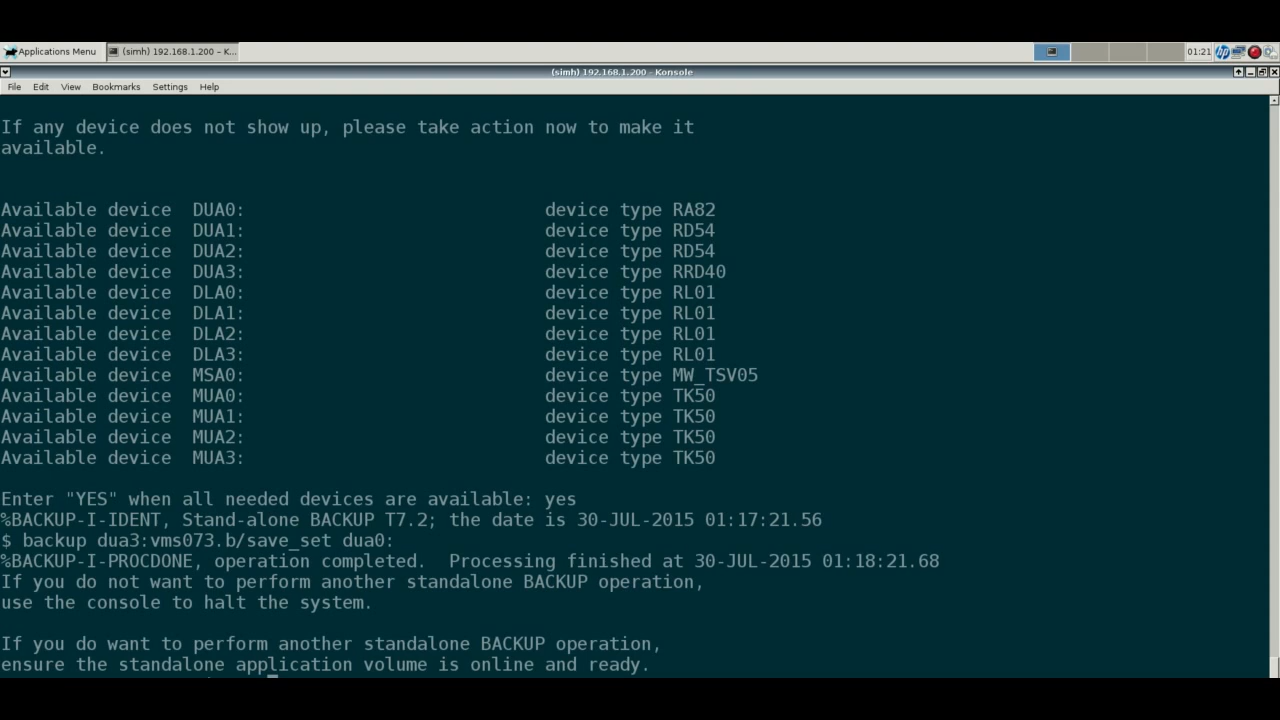 Applications Menu (simh) 192.168.1.200 – K... 01:21
(simh) 192.168.1.200 – Konsole
File Edit View Bookmarks Settings Help
If any device does not show up, please take action now to make it
available.
Available device  DUA0:                            device type RA82
Available device  DUA1:                            device type RD54
Available device  DUA2:                            device type RD54
Available device  DUA3:                            device type RRD40
Available device  DLA0:                            device type RL01
Available device  DLA1:                            device type RL01
Available device  DLA2:                            device type RL01
Available device  DLA3:                            device type RL01
Available device  MSA0:                            device type MW_TSV05
Available device  MUA0:                            device type TK50
Available device  MUA1:                            device type TK50
Available device  MUA2:                            device type TK50
Available device  MUA3:                            device type TK50
Enter "YES" when all needed devices are available: yes
%BACKUP-I-IDENT, Stand-alone BACKUP T7.2; the date is 30-JUL-2015 01:17:21.56
$ backup dua3:vms073.b/save_set dua0:
%BACKUP-I-PROCDONE, operation completed.  Processing finished at 30-JUL-2015 01:18:21.68
If you do not want to perform another standalone BACKUP operation,
use the console to halt the system.
If you do want to perform another standalone BACKUP operation,
ensure the standalone application volume is online and ready.